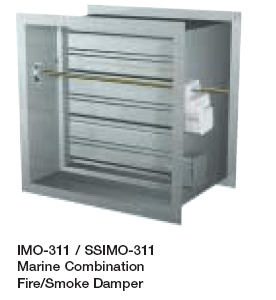 IMO-311 / SSIMO-311
Marine Combination
Fire/Smoke Damper